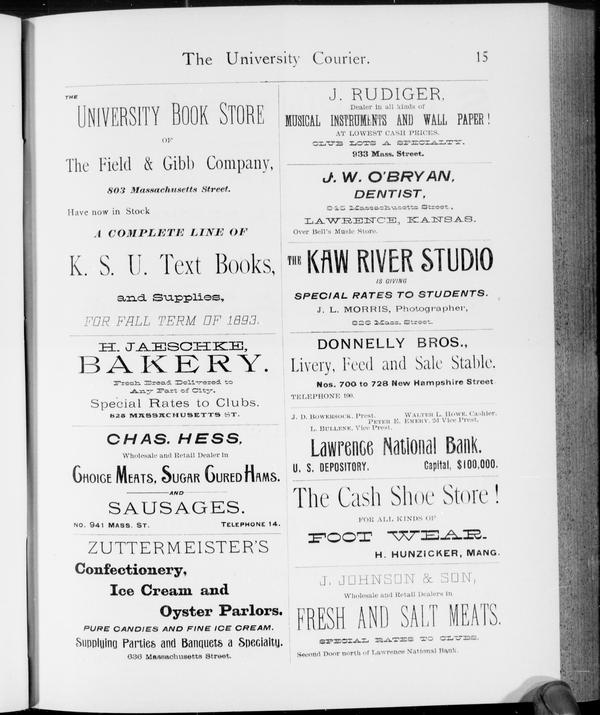 The University Courier. 15
THE
UNIVERSITY BOOK STORE
OF
The Field & Gibb Company,
803 Massachusetts Street.
Have now in Stock
A COMPLETE LINE OF
K. S. U. Text Books,
and Supplies,
FOR FALL TERM OF 1893.
H. JAESCHKE,
BAKERY.
Fresh Bread Delivered to
Any Part of City.
Special Rates to Clubs.
825 MASSACHUSETTS ST.
CHAS. HESS,
Wholesale and Retail Dealer in
CHOICE MEATS, SUGAR CURED HAMS.
AND
SAUSAGES.
NO. 941 MASS. ST. TELEPHONE 14.
ZUTTERMEISTER'S
Confectionery,
Ice Cream and
Oyster Parlors.
PURE CANDIES AND FINE ICE CREAM.
Supplying Parties and Banquets a Specialty.
636 Massachusetts Street.
J. RUDIGER,
Dealer in all kinds of
MUSICAL INSTRUMENTS AND WALL PAPER!
AT LOWEST CASH PRICES.
CLUB LOTS A SPECIALTY.
933 Mass. Street.
J. W. O'BRYAN,
DENTIST,
Massachusetts Street,
LAWRENCE, KANSAS.
Over Bell's Music Store.
THE KAW RIVER STUDIO
IS GIVING
SPECIAL RATES TO STUDENTS.
J. L. MORRIS, Photographer,
Mass. Street.
DONNELLY BROS.,
Livery, Feed and Sale Stable.
Nos. 700 to 728 New Hampshire Street
TELEPHONE 100.
J. D. BOWERSOCK, Prest. WALTER L. HOWE, Cashier.
PETER E. EMERY, 2d Vice Prest.
L. BULLENE, Vice Prest.
Lawrence National Bank.
U. S. DEPOSITORY. Capital, $100,000.
The Cash Shoe Store!
FOR ALL KINDS OF
FOOT WEAR.
H. HUNZICKER, MANG.
J. JOHNSON & SON,
Wholesale and Retail Dealers in
FRESH AND SALT MEATS.
SPECIAL RATES TO CLUBS.
Second Door north of Lawrence National Bank.